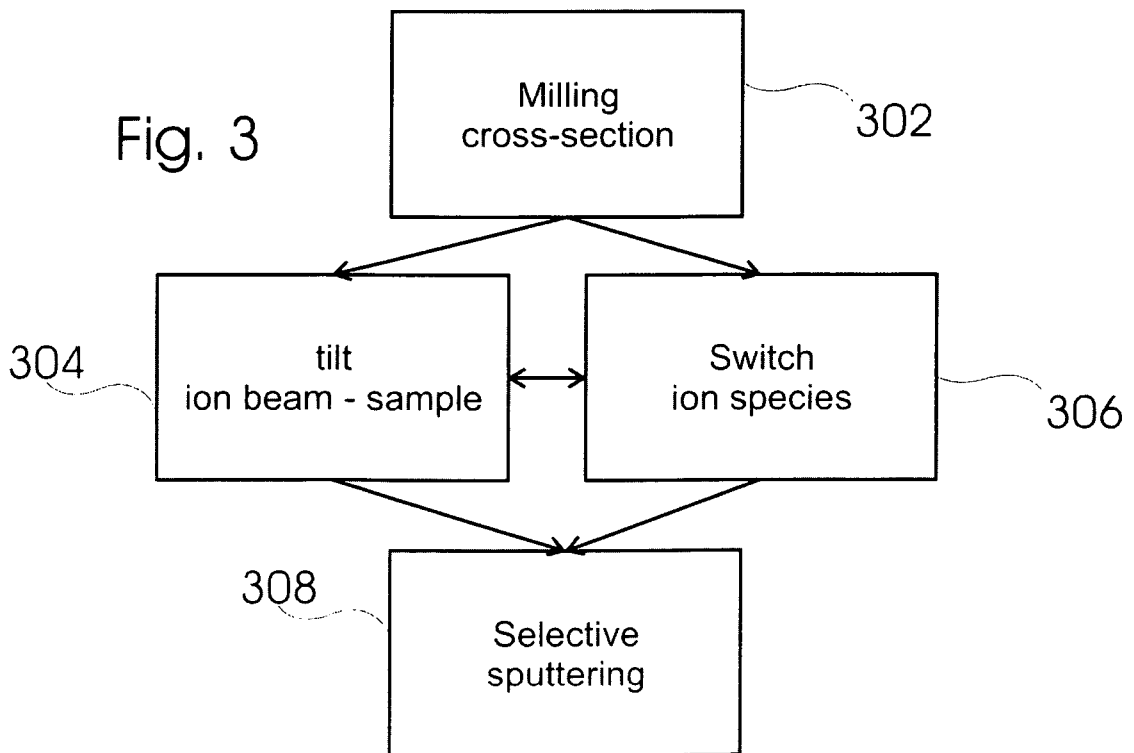 Fig. 3
Milling
cross-section
302
304
tilt
ion beam - sample
Switch
ion species
306
308
Selective
sputtering